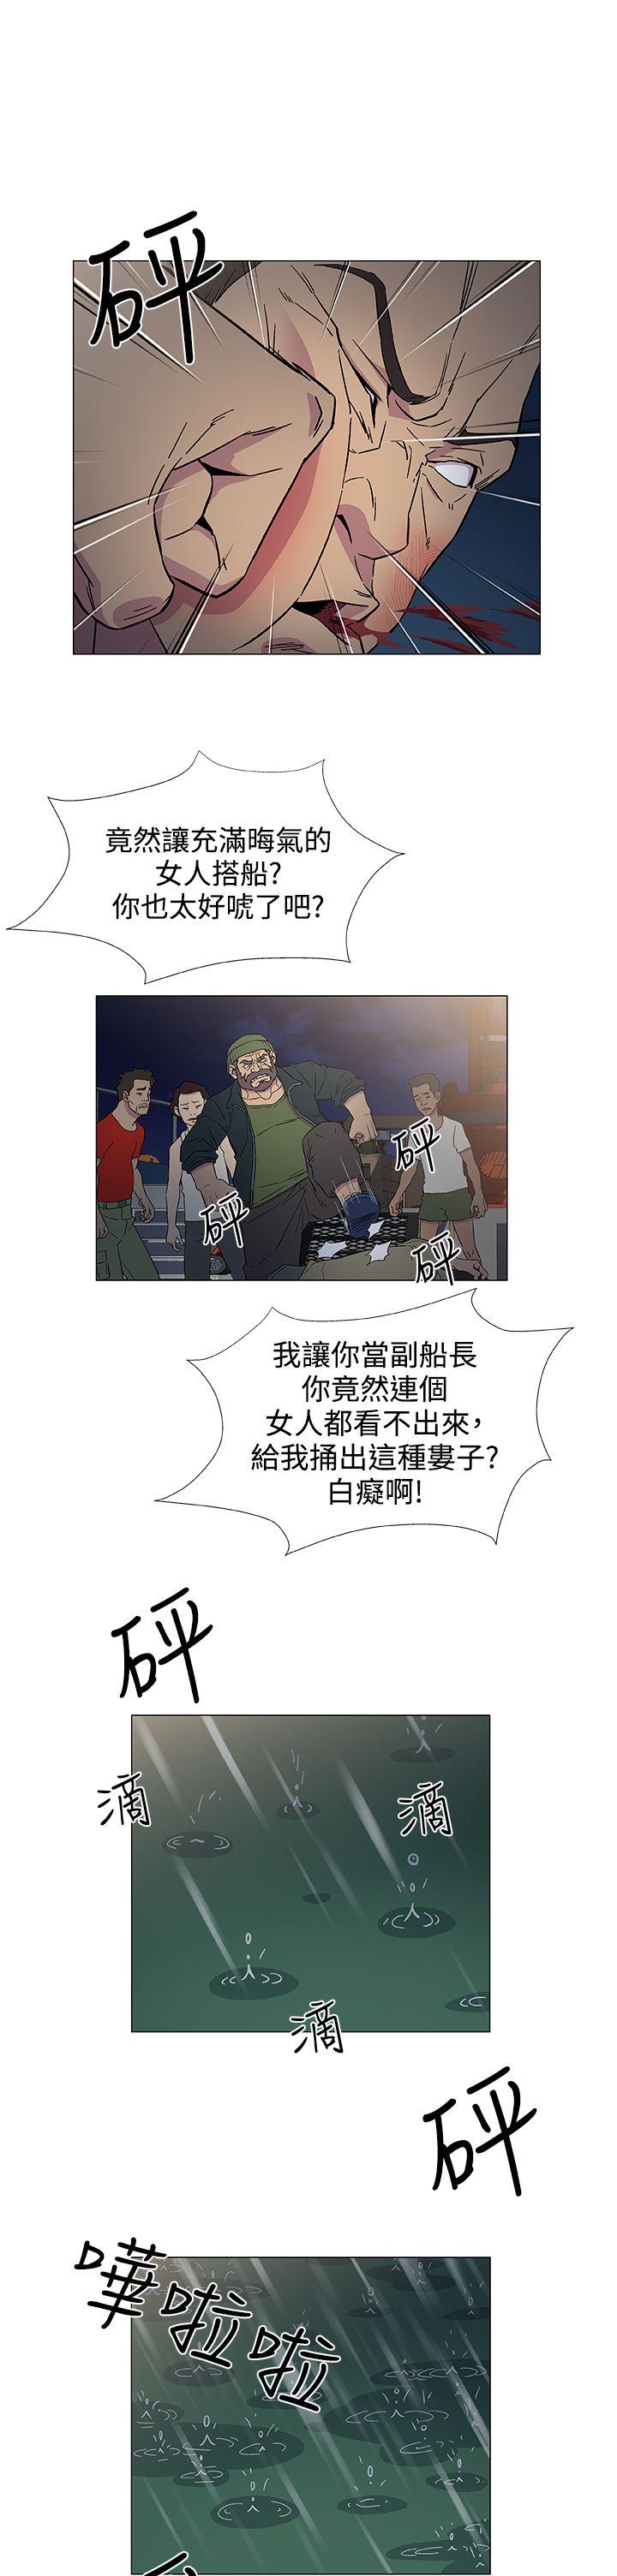 砰
竟然讓充滿晦氣的
女人搭船?
你也太好唬了吧?
砰
砰
砰
我讓你當副船長
你竟然連個
女人都看不出來,
給我捅出這種婁子?
白癡啊!
砰
滴
滴
滴
砰
嘩啦啦